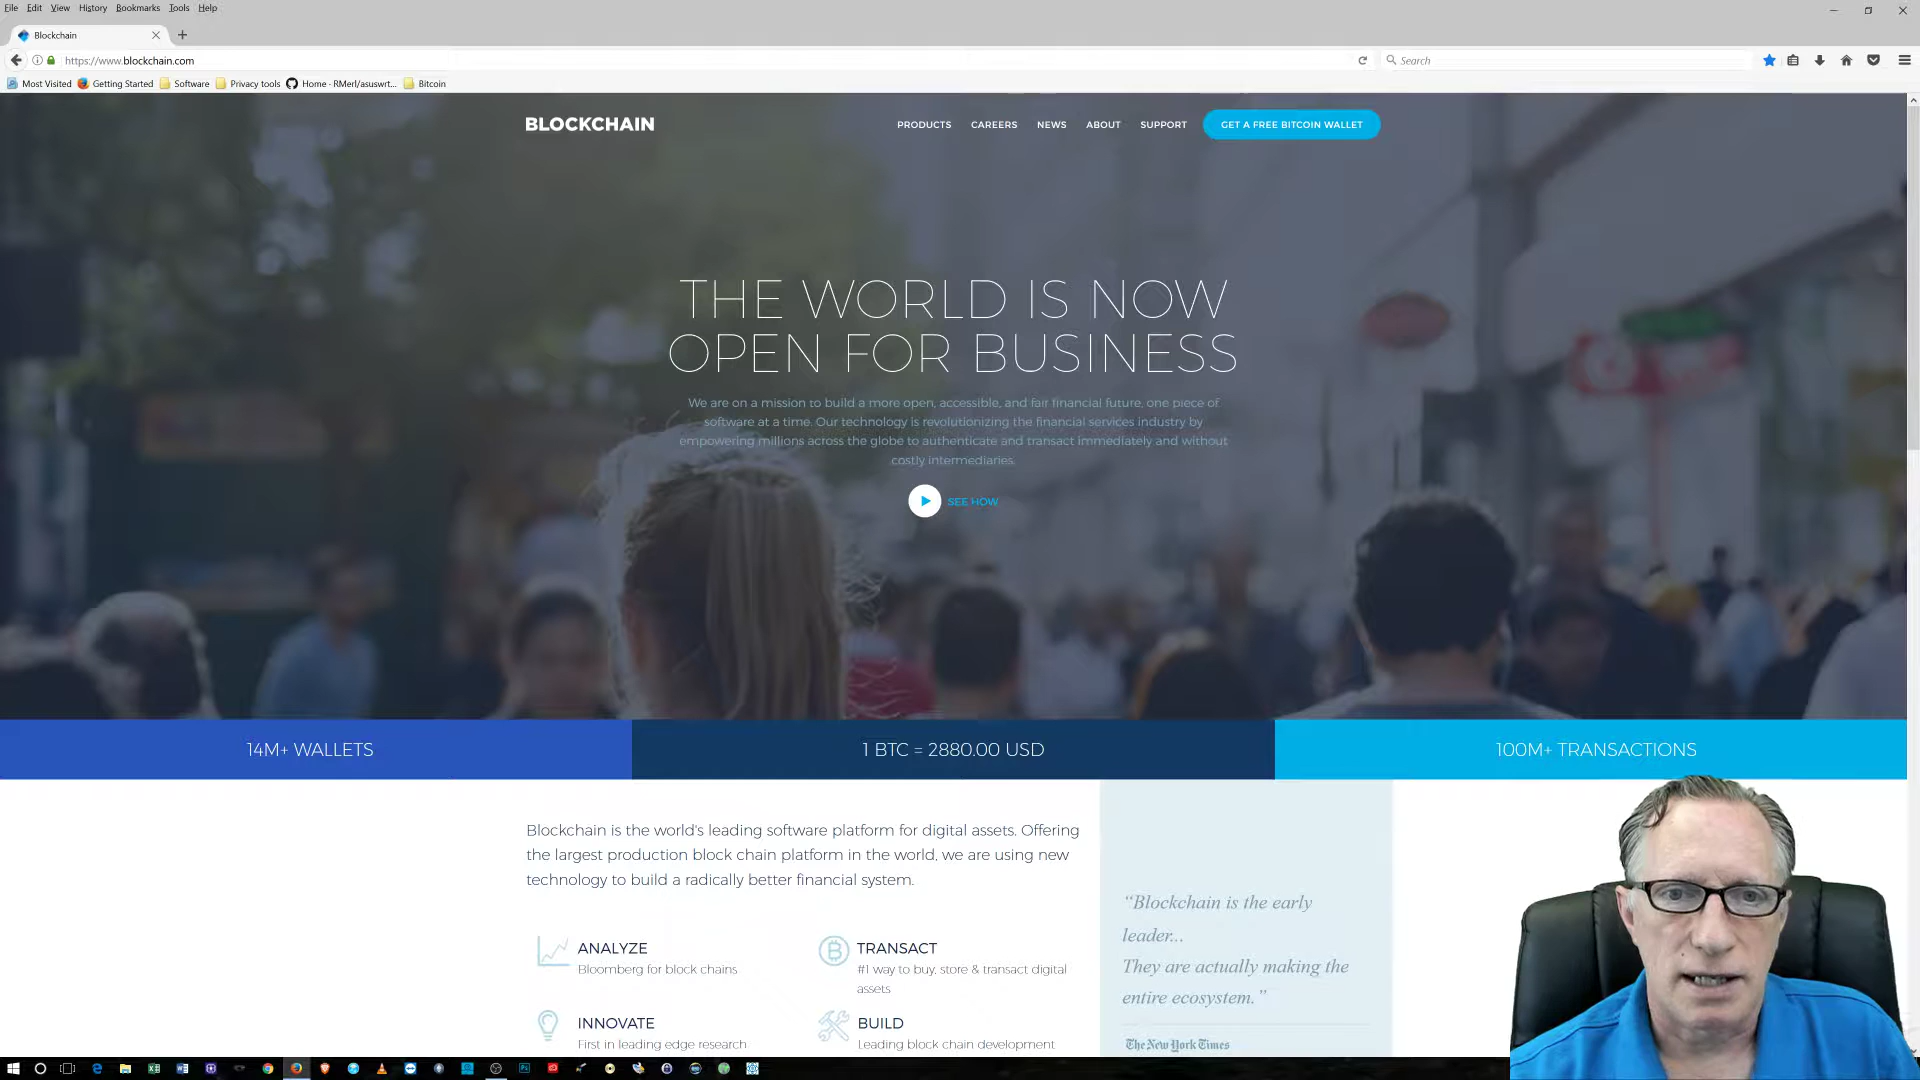 File Edit View History Bookmarks Tools Help
Blockchain
https://www.blockchain.com
Search
Most Visited Getting Started Software Privacy tools Home - RMerl/asuswrt... Bitcoin
BLOCKCHAIN
PRODUCTS CAREERS NEWS ABOUT SUPPORT GET A FREE BITCOIN WALLET
THE WORLD IS NOW
OPEN FOR BUSINESS
We are on a mission to build a more open, accessible, and fair financial future, one piece of
software at a time. Our technology is revolutionizing the financial services industry by
empowering millions across the globe to authenticate and transact immediately and without
costly intermediaries.
SEE HOW
14M+ WALLETS
1 BTC = 2880.00 USD
100M+ TRANSACTIONS
Blockchain is the world's leading software platform for digital assets. Offering
the largest production block chain platform in the world, we are using new
technology to build a radically better financial system.
ANALYZE
Bloomberg for block chains
TRANSACT
#1 way to buy, store & transact digital
assets
INNOVATE
First in leading edge research
BUILD
Leading block chain development
“Blockchain is the early
leader...
They are actually making the
entire ecosystem.”
The New York Times